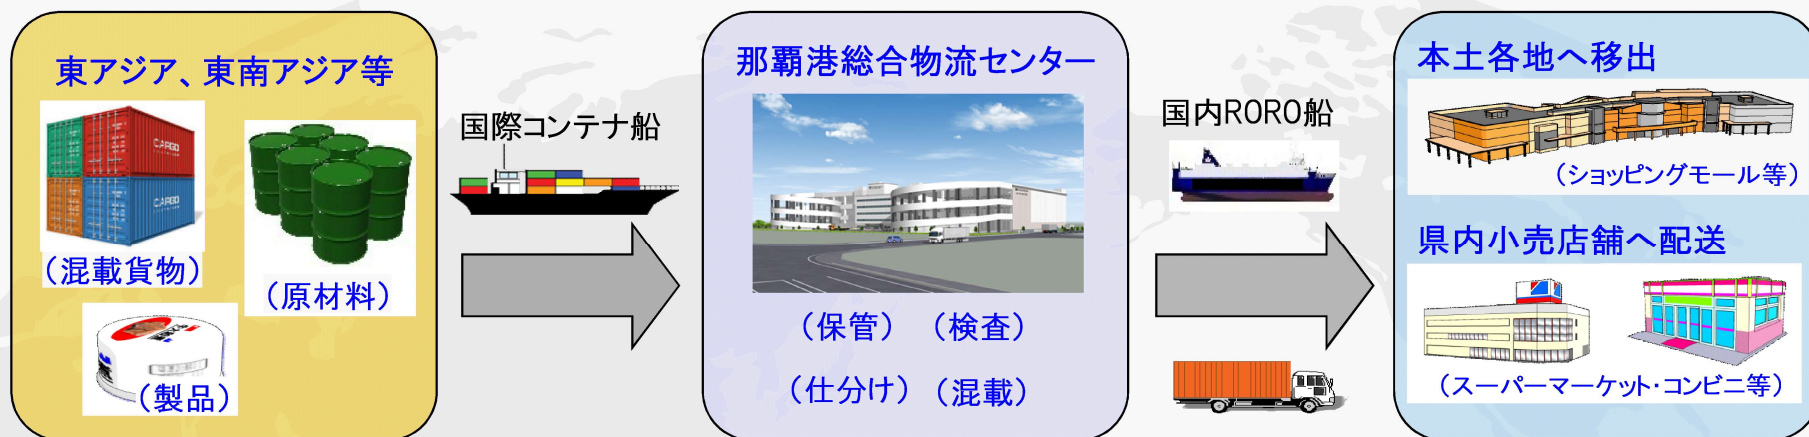 東アジア、東南アジア等
CARGO
CARGO
(混載貨物)
(原材料)
(製品)
国際コンテナ船
那覇港総合物流センター
(保管) (検査)
(仕分け) (混載)
国内RORO船
本土各地へ移出
(ショッピングモール等)
県内小売店舗へ配送
(スーパーマーケット・コンビニ等)